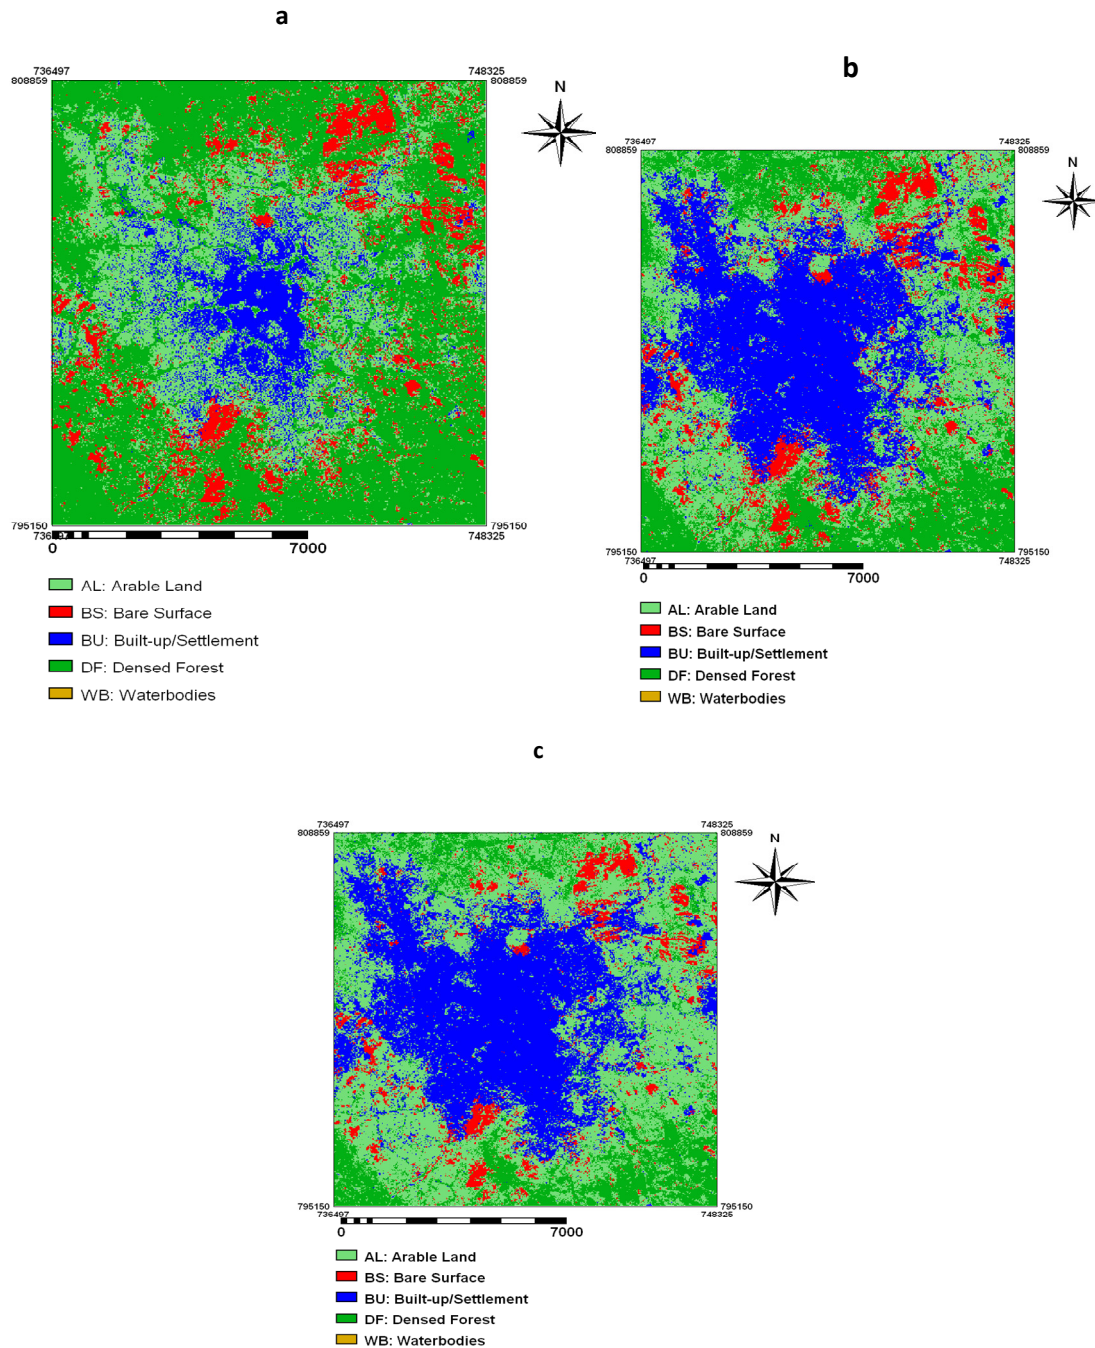 a
736497 748325
808859 808859
N
795150 795150
736497 748325
0 7000
AL: Arable Land
BS: Bare Surface
BU: Built-up/Settlement
DF: Densed Forest
WB: Waterbodies
b
736497 748325
808859 808859
N
795150 795150
736497 748325
0 7000
AL: Arable Land
BS: Bare Surface
BU: Built-up/Settlement
DF: Densed Forest
WB: Waterbodies
c
736497 748325
808859 808859
N
795150 795150
736497 748325
0 7000
AL: Arable Land
BS: Bare Surface
BU: Built-up/Settlement
DF: Densed Forest
WB: Waterbodies